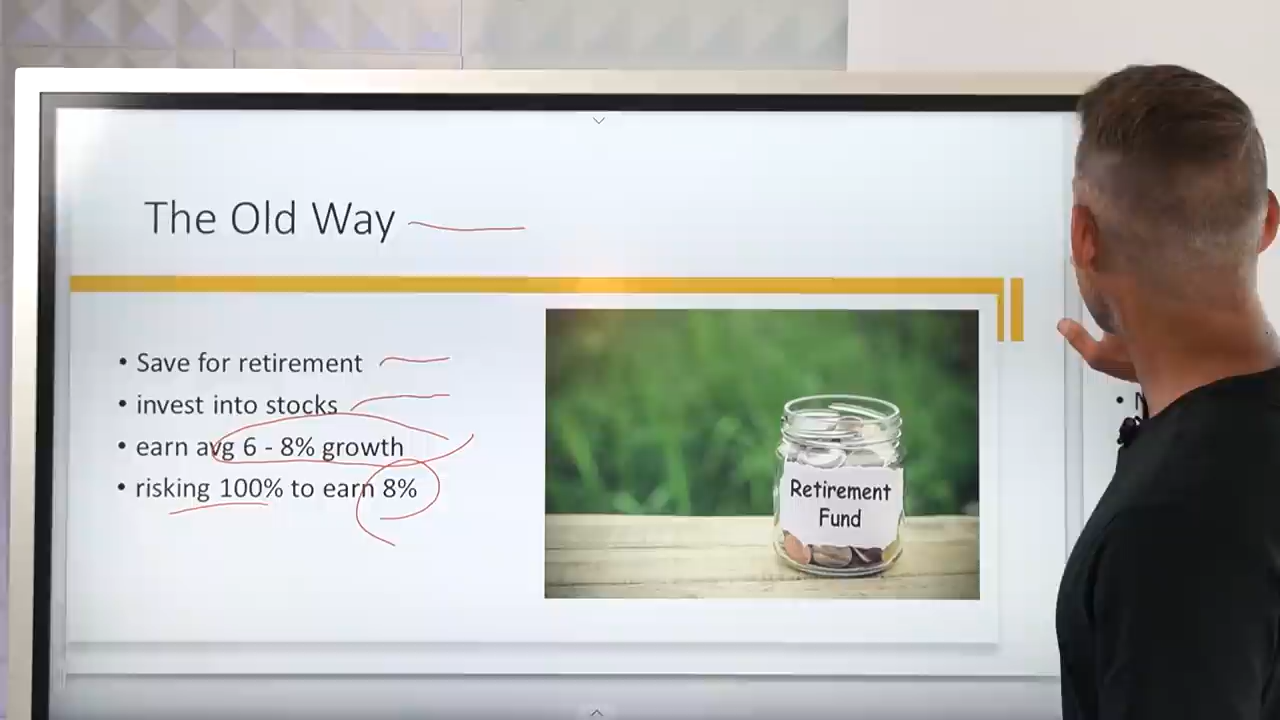 The Old Way
• Save for retirement
• invest into stocks
• earn avg 6 - 8% growth
• risking 100% to earn 8%
Retirement
Fund